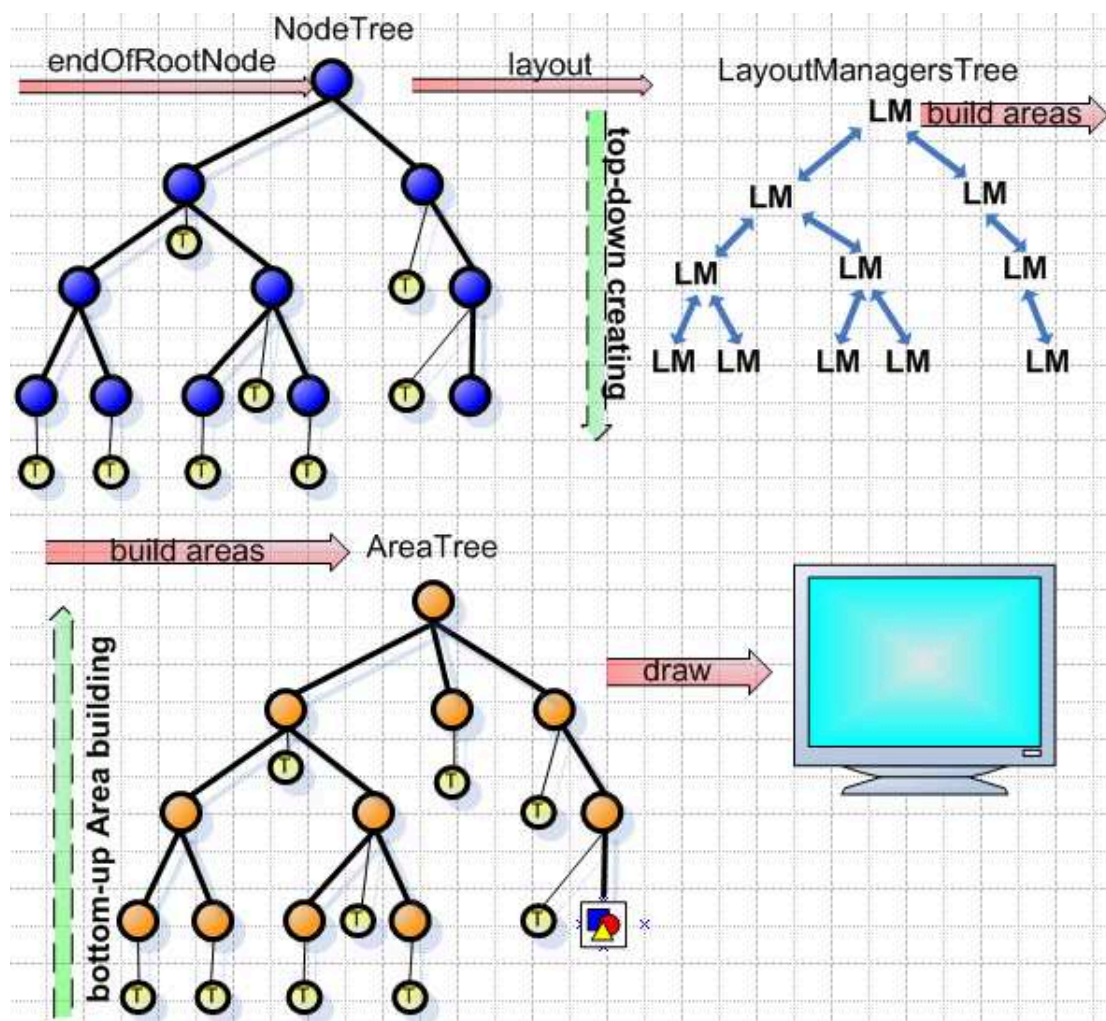 NodeTree
endOfRootNode
layout
LayoutManagersTree
LM
build areas
top-down creating
LM
LM
LM
LM
LM
LM
LM
LM
LM
LM
T
T
T
T
T
T
T
T
build areas
AreaTree
bottom-up Area building
draw
T
T
T
T
T
T
T
T
T